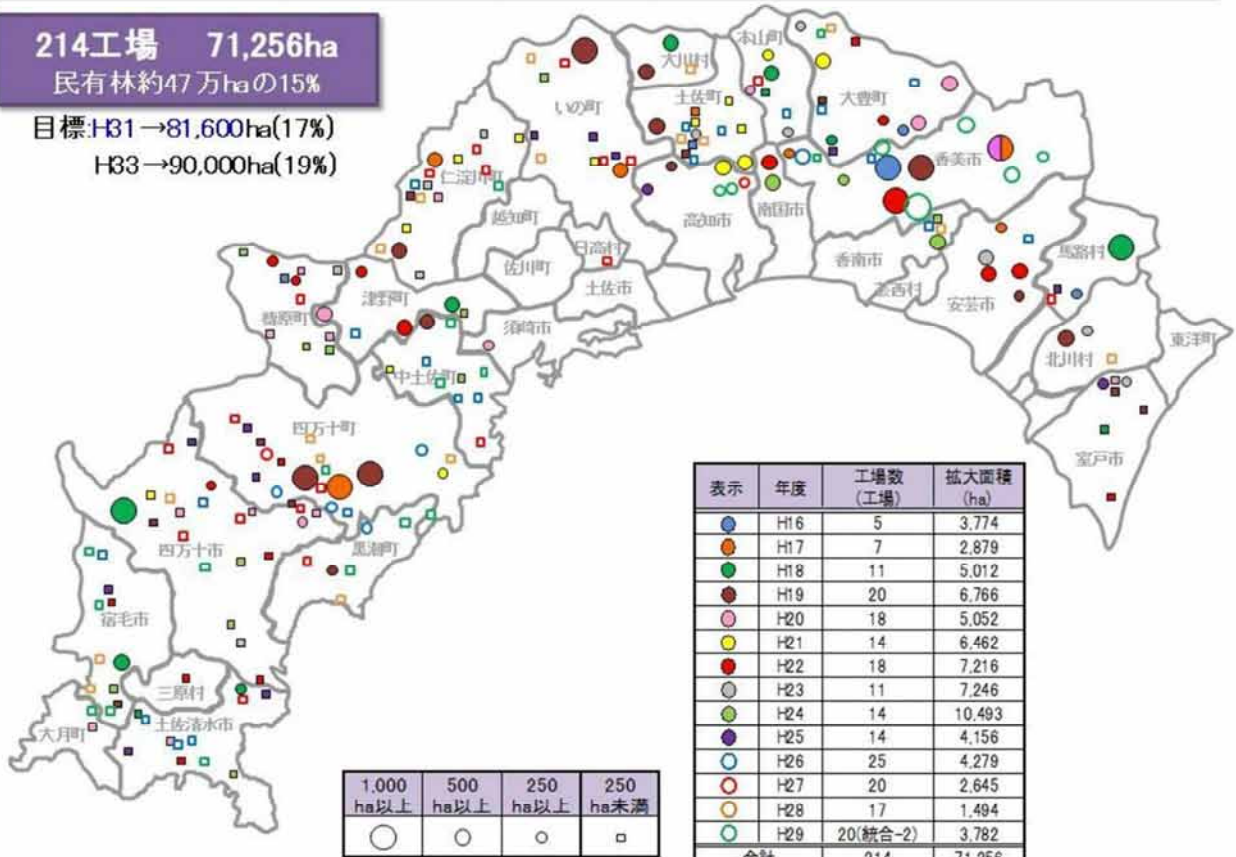 214工場 71,256ha
民有林約47万haの15%
目標:H31→81,600ha(17%)
H33→90,000ha(19%)
本山町
大川村
いの町
土佐町
大豊町
香美市
仁淀川町
越知町
高知市
南国市
日高村
佐川町
土佐市
香南市
芸西村
安芸市
馬路村
津野町
須崎市
梼原町
北川村
東洋町
中土佐町
四万十町
室戸市
四万十市
黒潮町
宿毛市
三原村
大月町
土佐清水市
表示 年度 工場数(工場) 拡大面積(ha)
H16 5 3,774
H17 7 2,879
H18 11 5,012
H19 20 6,766
H20 18 5,052
H21 14 6,462
H22 18 7,216
H23 11 7,246
H24 14 10,493
H25 14 4,156
H26 25 4,279
H27 20 2,645
H28 17 1,494
H29 20(統合-2) 3,782
合計 214 71,256
1,000ha以上 500ha以上 250ha以上 250ha未満